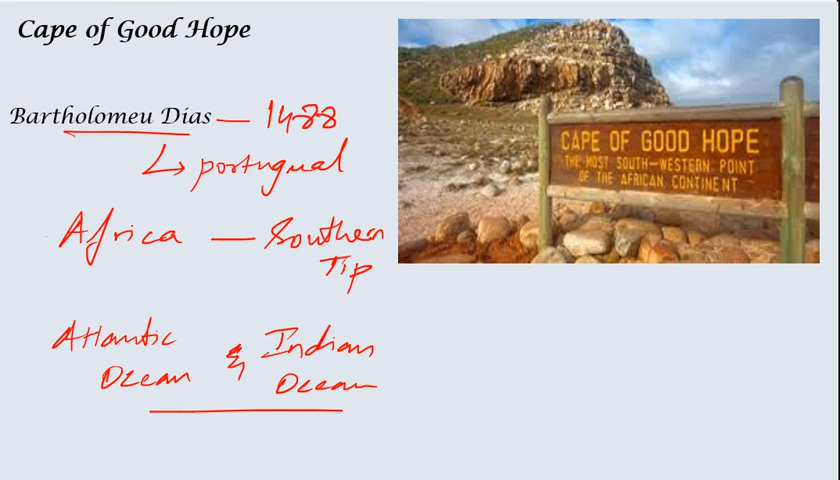 Cape of Good Hope
Bartholomeu Dias — 1488
↳ portugual
Africa — Southern
Tip
Atlantic
Ocean
& Indian
Ocean
CAPE OF GOOD HOPE
THE MOST SOUTH-WESTERN POINT
OF THE AFRICAN CONTINENT